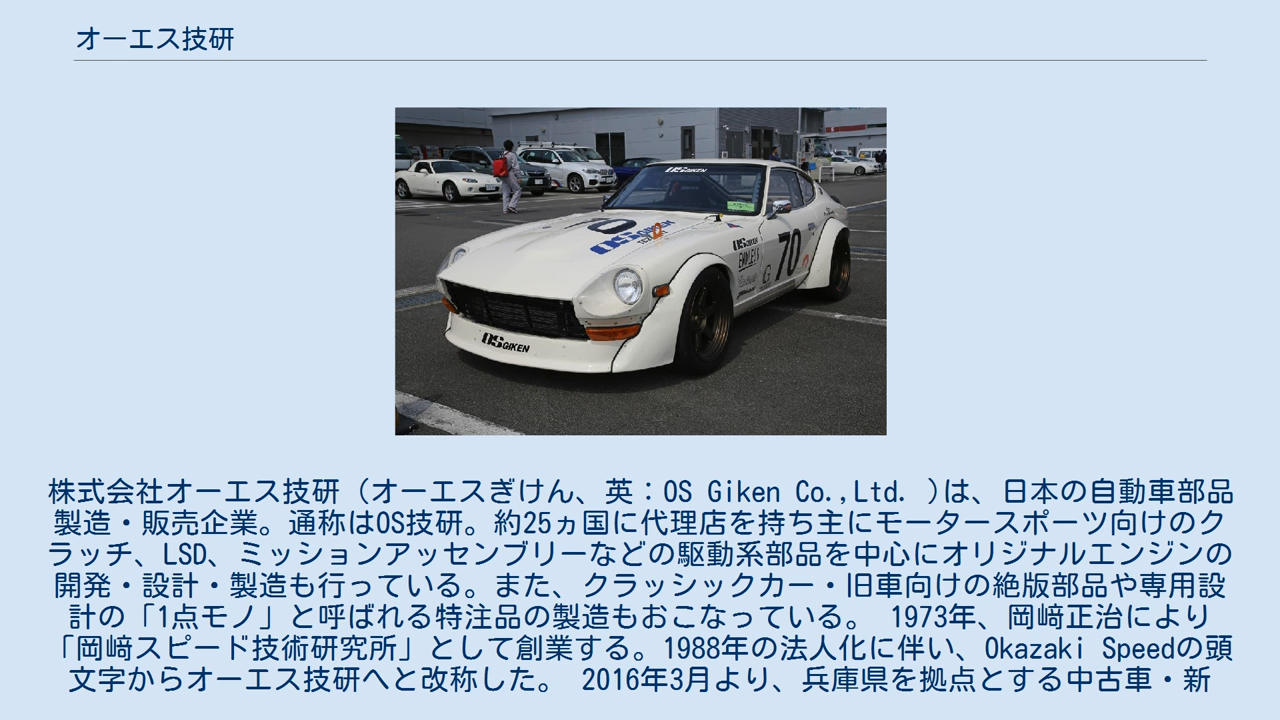 オーエス技研
OS GIKEN
70
OS GIKEN
OS GIKEN
70
OS GIKEN
株式会社オーエス技研（オーエスぎけん、英：OS Giken Co.,Ltd. )は、日本の自動車部品
製造・販売企業。通称はOS技研。約25ヵ国に代理店を持ち主にモータースポーツ向けのク
ラッチ、LSD、ミッションアッセンブリーなどの駆動系部品を中心にオリジナルエンジンの
開発・設計・製造も行っている。また、クラッシックカー・旧車向けの絶版部品や専用設
計の「1点モノ」と呼ばれる特注品の製造もおこなっている。 1973年、岡﨑正治により
「岡﨑スピード技術研究所」として創業する。1988年の法人化に伴い、Okazaki Speedの頭
文字からオーエス技研へと改称した。 2016年3月より、兵庫県を拠点とする中古車・新